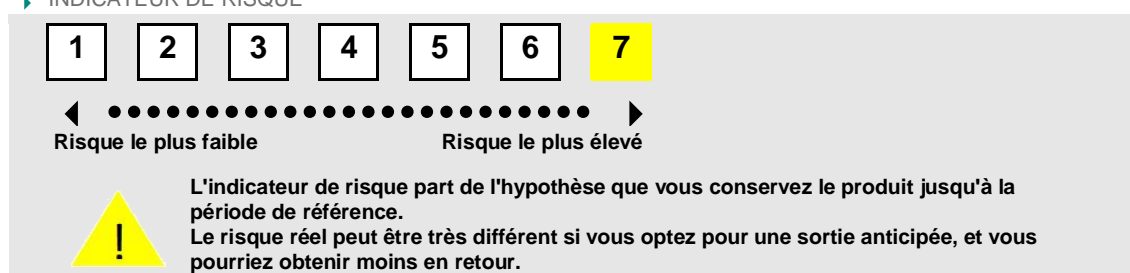 INDICATEUR DE RISQUE
1 2 3 4 5 6 7
Risque le plus faible Risque le plus élevé
L'indicateur de risque part de l'hypothèse que vous conservez le produit jusqu'à la
période de référence.
Le risque réel peut être très différent si vous optez pour une sortie anticipée, et vous
pourriez obtenir moins en retour.
!